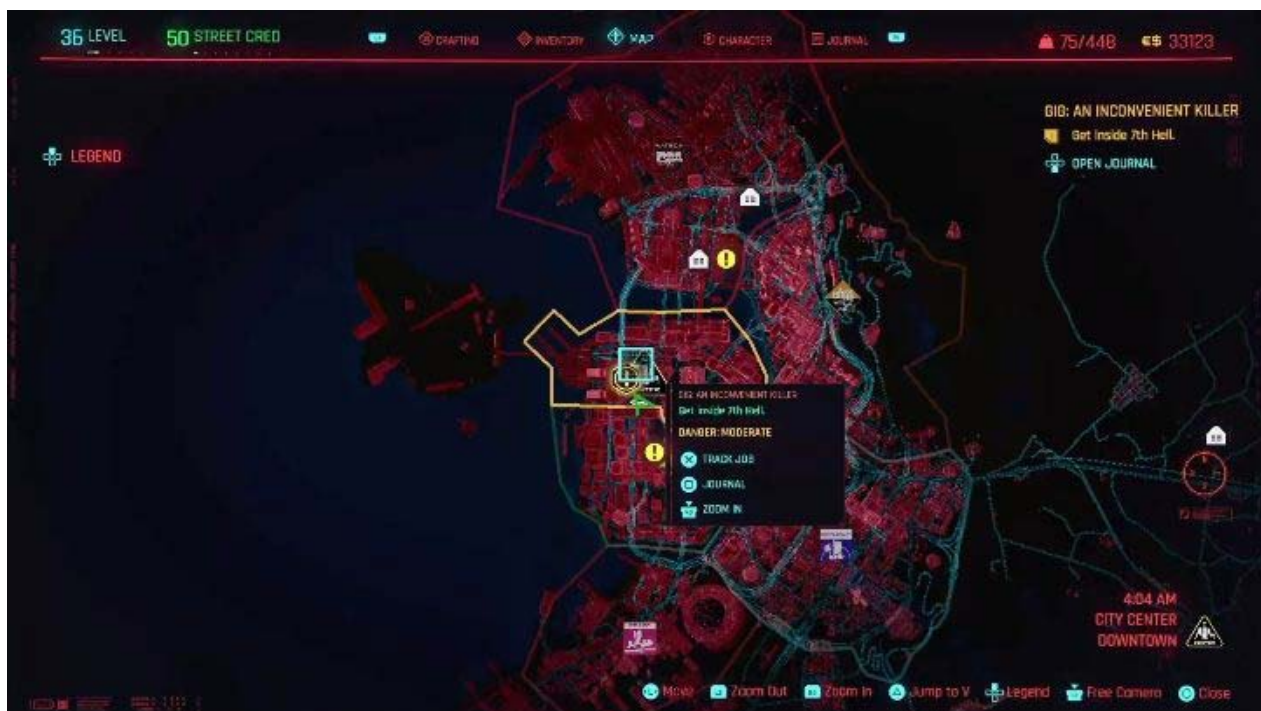 36 LEVEL
50 STREET CRED
CRAFTING
INVENTORY
MAP
CHARACTER
JOURNAL
75/448
€$ 33123
GIG: AN INCONVENIENT KILLER
Get Inside 7th Hell.
OPEN JOURNAL
LEGEND
GIG: AN INCONVENIENT KILLER
Get inside 7th Hell.
DANGER: MODERATE
TRACK JOB
JOURNAL
ZOOM IN
4:04 AM
CITY CENTER
DOWNTOWN
Move
Zoom Out
Zoom In
Jump to V
Legend
Free Camera
Close